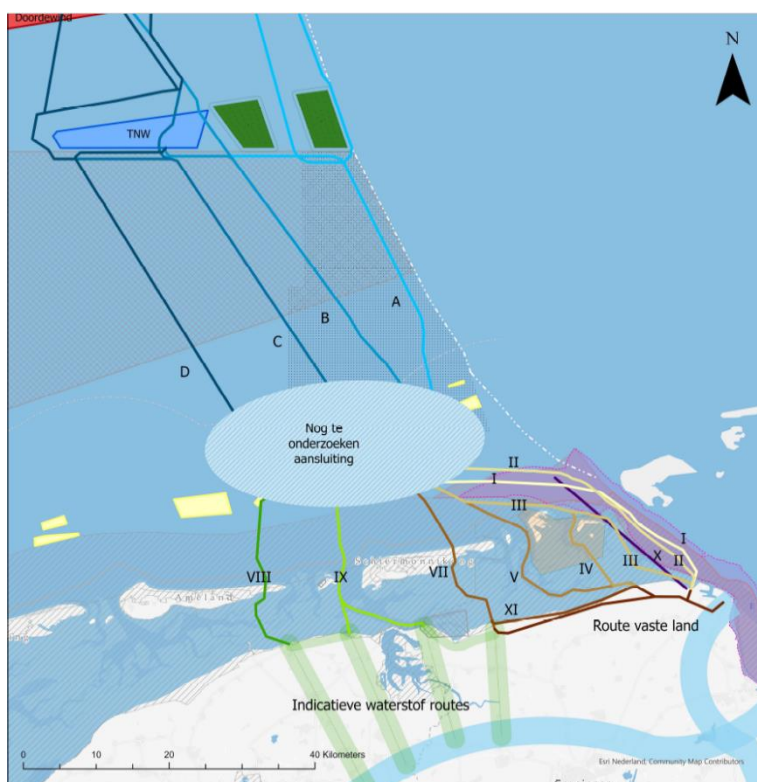 Doordewind
N
TNW
A
B
C
D
Nog te
onderzoeken
aansluiting
II
I
III
I
VIII
IX
Schiermonnikoog
VII
V
IV
III
X
II
Ameland
XI
Route vaste land
Indicatieve waterstof routes
0 10 20 40 Kilometers
Esri Nederland, Community Map Contributors